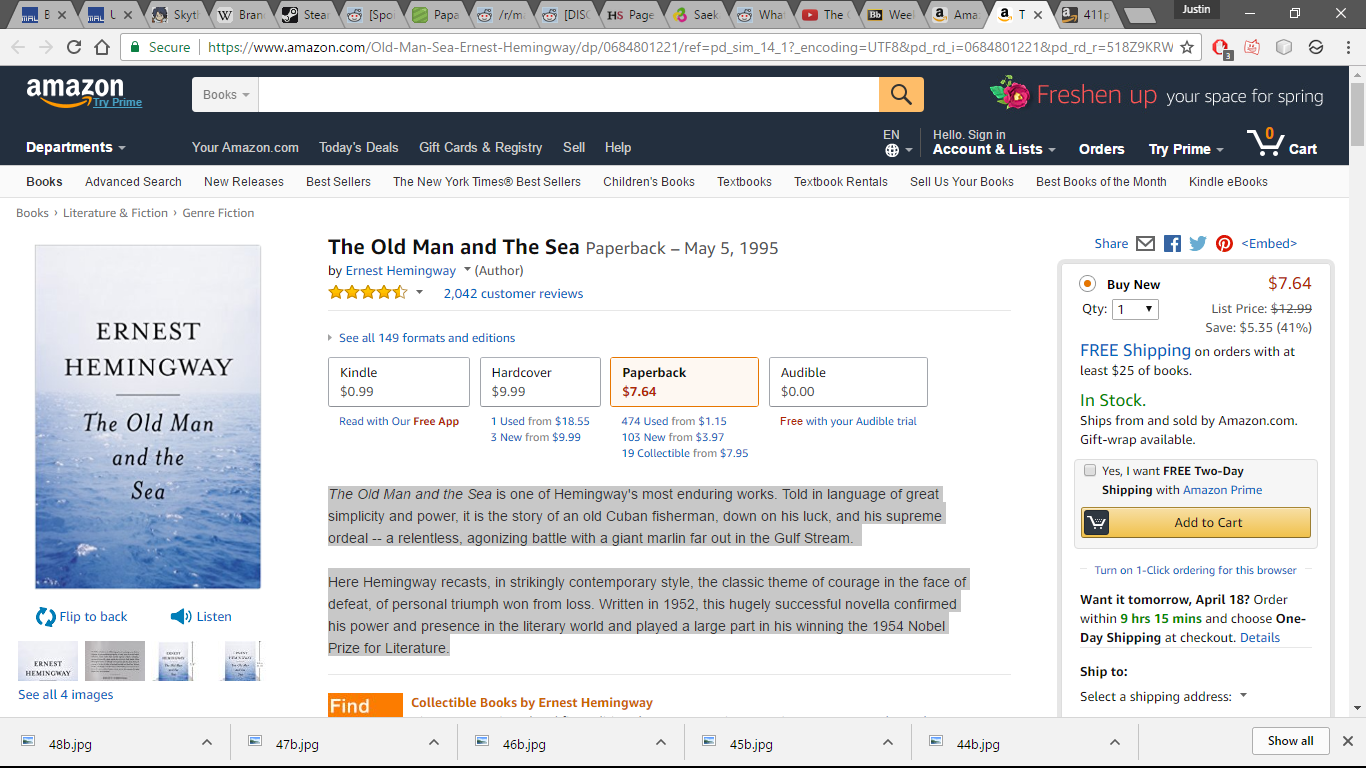 B
U
Skyth
Bran
Stear
[Spo
Papa
/r/m
[DISC
Page
Saek
What
The
Weel
Ama
T
411p
Justin
Secure https://www.amazon.com/Old-Man-Sea-Ernest-Hemingway/dp/0684801221/ref=pd_sim_14_1?_encoding=UTF8&pd_rd_i=0684801221&pd_rd_r=518Z9KRW
3
amazon
Try Prime
Books
Freshen up your space for spring
Departments
Your Amazon.com Today's Deals Gift Cards & Registry Sell Help
EN
Hello. Sign in
Account & Lists
Orders
Try Prime
0
Cart
Books Advanced Search New Releases Best Sellers The New York Times® Best Sellers Children's Books Textbooks Textbook Rentals Sell Us Your Books Best Books of the Month Kindle eBooks
Books › Literature & Fiction › Genre Fiction
ERNEST
HEMINGWAY
The Old Man
and the
Sea
Flip to back
Listen
ERNEST
HEMINGWAY
See all 4 images
The Old Man and The Sea Paperback – May 5, 1995
by Ernest Hemingway (Author)
2,042 customer reviews
See all 149 formats and editions
Kindle
$0.99
Read with Our Free App
Hardcover
$9.99
1 Used from $18.55
3 New from $9.99
Paperback
$7.64
474 Used from $1.15
103 New from $3.97
19 Collectible from $7.95
Audible
$0.00
Free with your Audible trial
The Old Man and the Sea is one of Hemingway's most enduring works. Told in language of great
simplicity and power, it is the story of an old Cuban fisherman, down on his luck, and his supreme
ordeal -- a relentless, agonizing battle with a giant marlin far out in the Gulf Stream.
Here Hemingway recasts, in strikingly contemporary style, the classic theme of courage in the face of
defeat, of personal triumph won from loss. Written in 1952, this hugely successful novella confirmed
his power and presence in the literary world and played a large part in his winning the 1954 Nobel
Prize for Literature.
Find
Collectible Books by Ernest Hemingway
Share
<Embed>
Buy New
$7.64
Qty: 1
List Price: $12.99
Save: $5.35 (41%)
FREE Shipping on orders with at
least $25 of books.
In Stock.
Ships from and sold by Amazon.com.
Gift-wrap available.
Yes, I want FREE Two-Day
Shipping with Amazon Prime
Add to Cart
Turn on 1-Click ordering for this browser
Want it tomorrow, April 18? Order
within 9 hrs 15 mins and choose One-
Day Shipping at checkout. Details
Ship to:
Select a shipping address:
48b.jpg
47b.jpg
46b.jpg
45b.jpg
44b.jpg
Show all